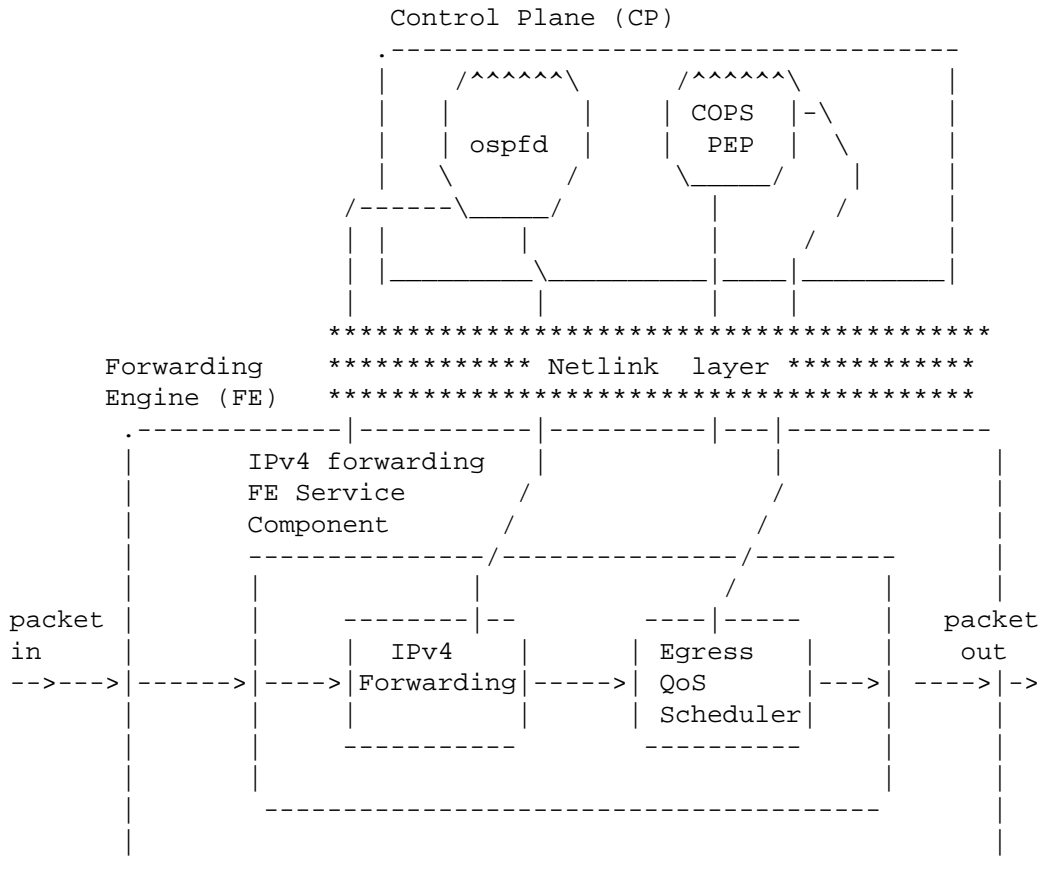 Control Plane (CP)
COPS
ospfd PEP
Forwarding Netlink layer
Engine (FE)
IPv4 forwarding
FE Service
Component
packet packet
in IPv4 Egress out
Forwarding QoS
Scheduler